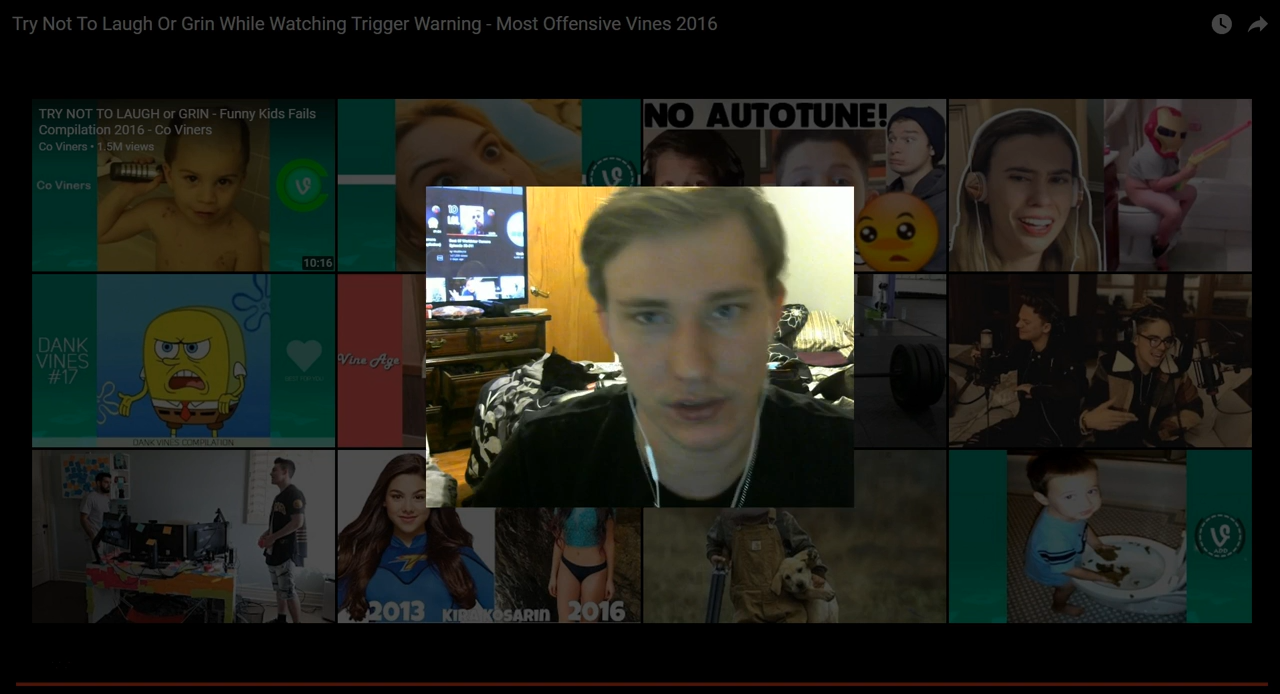 Try Not To Laugh Or Grin While Watching Trigger Warning - Most Offensive Vines 2016
TRY NOT TO LAUGH or GRIN - Funny Kids Fails
Compilation 2016 - Co Viners
Co Viners • 1.5M views
Co Viners
10:16
NO AUTOTUNE!
DANK
VINES
#17
DANK VINES COMPILATION
Vine Age
2013
2016